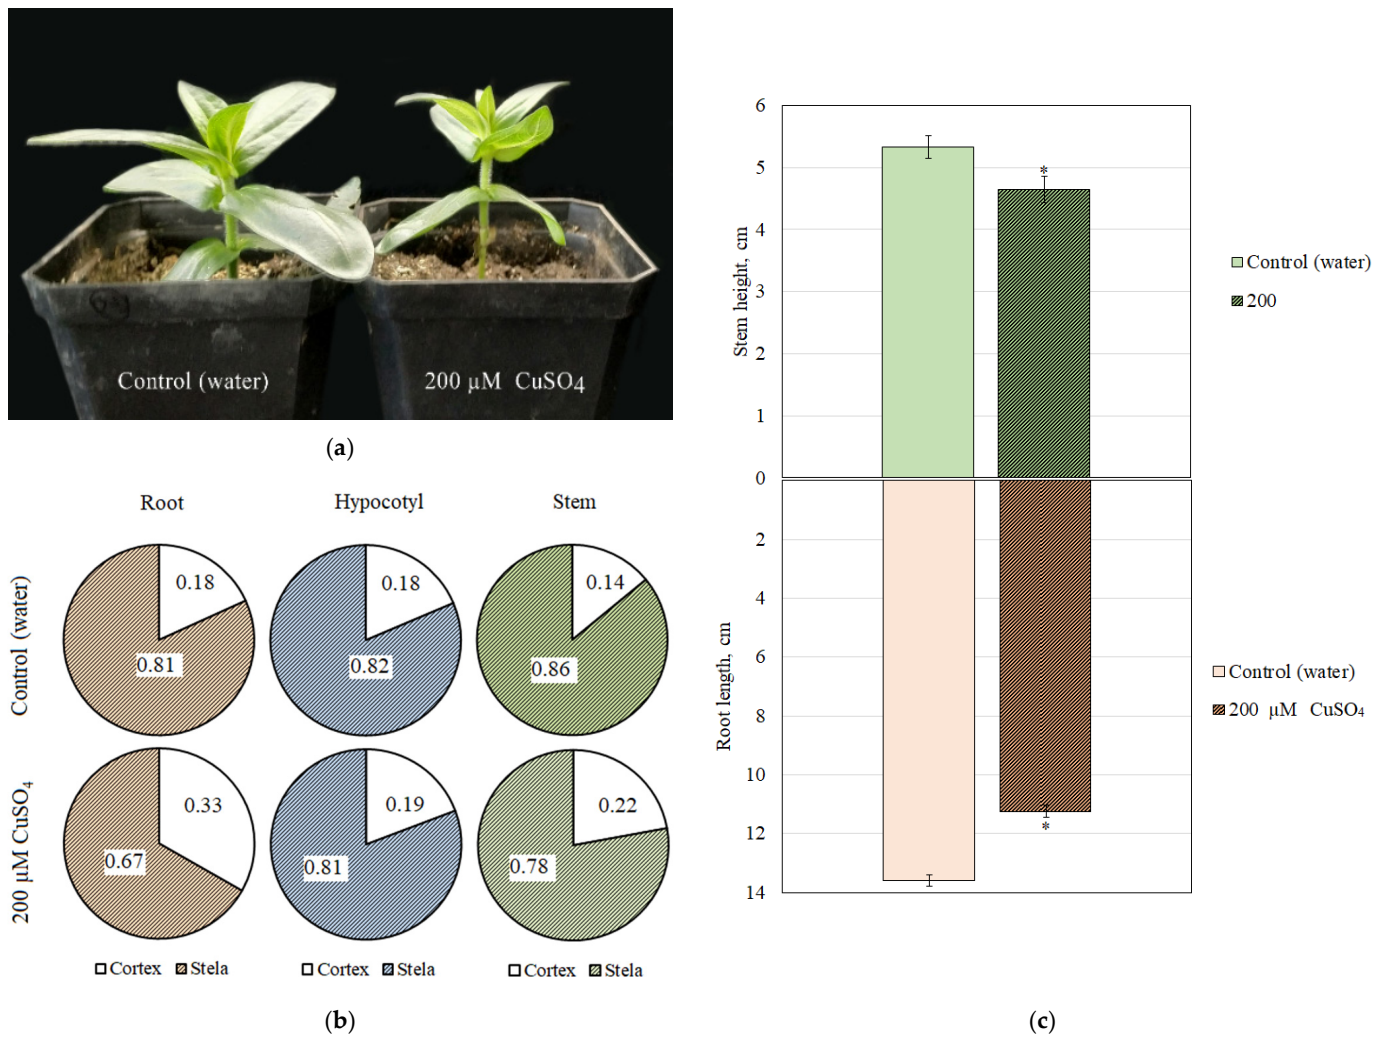 Control (water)
200 µM CuSO4
(a)
Root
Hypocotyl
Stem
Control (water)
0.18
0.81
0.18
0.82
0.14
0.86
200 µM CuSO4
0.33
0.67
0.19
0.81
0.22
0.78
Cortex Stela
Cortex Stela
Cortex Stela
(b)
Stem height, cm
6
5
4
3
2
1
0
*
Control (water)
200
Root length, cm
2
4
6
8
10
12
14
*
Control (water)
200 µM CuSO4
(c)